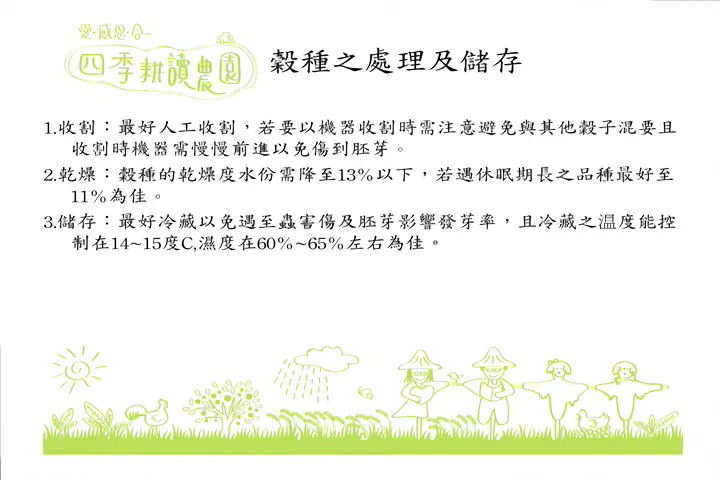 愛·感恩·合一
四季耕讀農園
穀種之處理及儲存
1.收割：最好人工收割，若要以機器收割時需注意避免與其他穀子混要且
收割時機器需慢慢前進以免傷到胚芽。
2.乾燥：穀種的乾燥度水份需降至13%以下，若遇休眠期長之品種最好至
11%為佳。
3.儲存：最好冷藏以免遇至蟲害傷及胚芽影響發芽率，且冷藏之温度能控
制在14~15度C,濕度在60%~65%左右為佳。